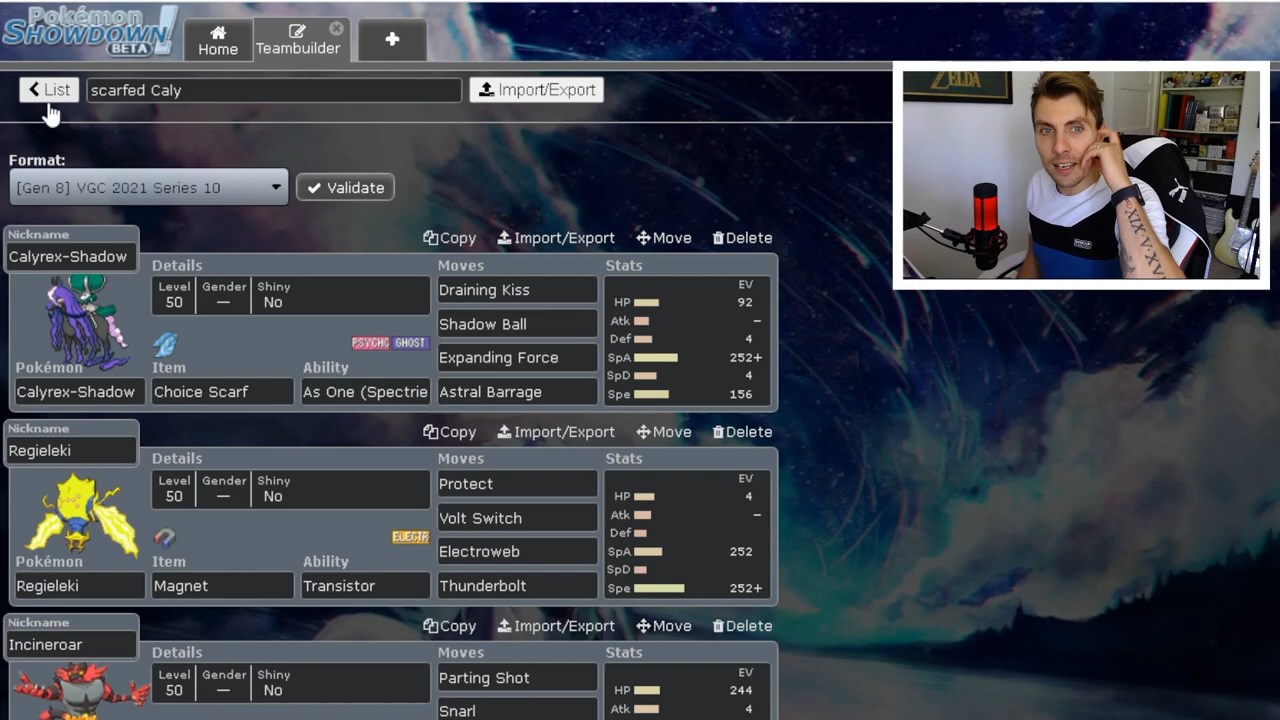 Pokémon
SHOWDOWN!
BETA
Home
Teambuilder
List
scarfed Caly
Import/Export
ZELDA
Format:
[Gen 8] VGC 2021 Series 10
Validate
Nickname
Calyrex-Shadow
Copy Import/Export Move Delete
Details
Moves
Stats
Level Gender Shiny
50 — No
Draining Kiss
Shadow Ball
Expanding Force
Astral Barrage
EV
HP 92
Atk –
Def 4
SpA 252+
SpD 4
Spe 156
PSYCHC GHOST
Pokémon Item Ability
Calyrex-Shadow Choice Scarf As One (Spectrie
Nickname
Regieleki
Copy Import/Export Move Delete
Details
Moves
Stats
Level Gender Shiny
50 — No
Protect
Volt Switch
Electroweb
Thunderbolt
EV
HP 4
Atk –
Def
SpA 252
SpD
Spe 252+
ELECTR
Pokémon Item Ability
Regieleki Magnet Transistor
Nickname
Incineroar
Copy Import/Export Move Delete
Details
Moves
Stats
Level Gender Shiny
50 — No
Parting Shot
Snarl
EV
HP 244
Atk 4